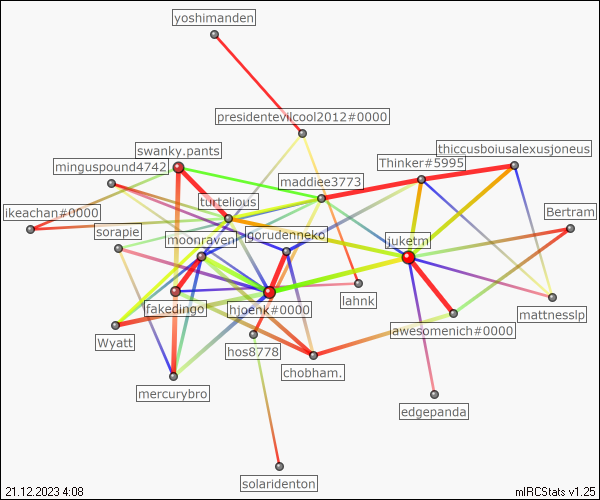 yoshimanden
presidentevilcool2012#0000
swanky.pants
thiccusboiusalexusjoneus
minguspound4742
Thinker#5995
maddiee3773
turtelious
ikeachan#0000
Bertram
sorapie
gorudenneko
moonraven
juketm
lahnk
fakedingo
hjoenk#0000
mattnesslp
awesomenich#0000
Wyatt
hos8778
chobham.
mercurybro
edgepanda
solaridenton
21.12.2023 4:08
mIRCStats v1.25